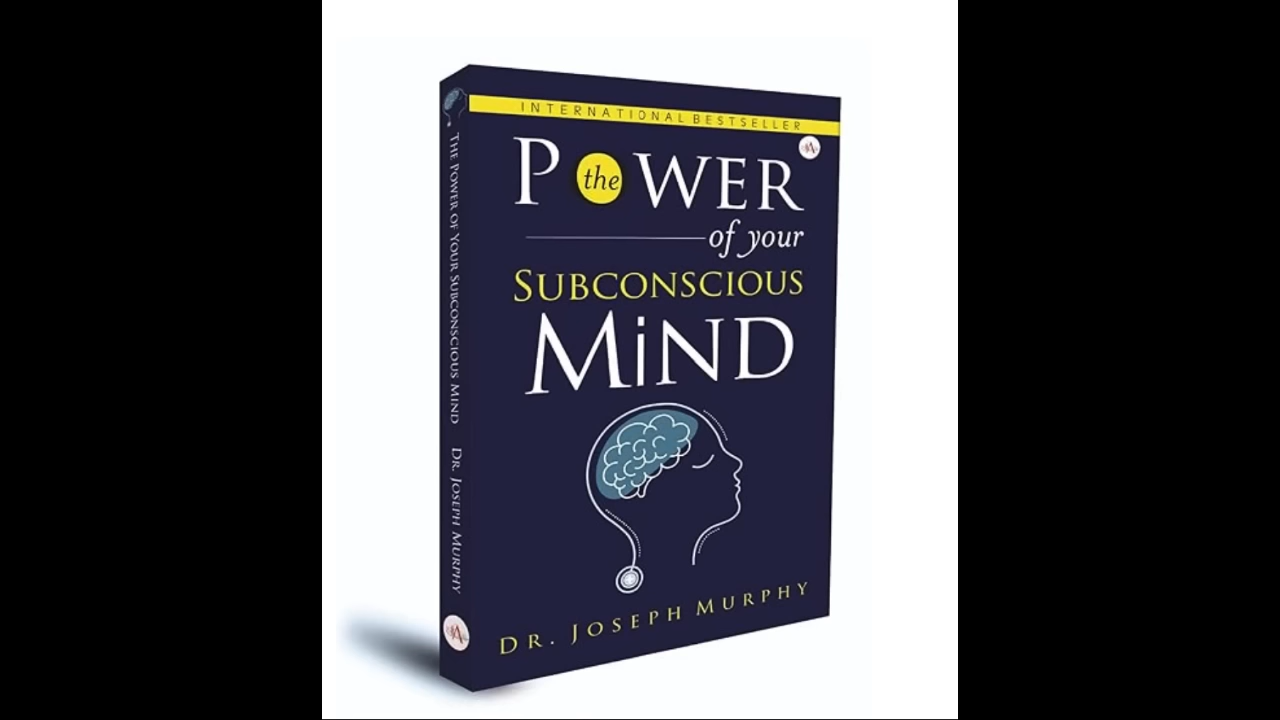 INTERNATIONAL BESTSELLER
the POWER
of your
SUBCONSCIOUS
MiND
DR. JOSEPH MURPHY
THE POWER OF YOUR SUBCONSCIOUS MIND DR. JOSEPH MURPHY